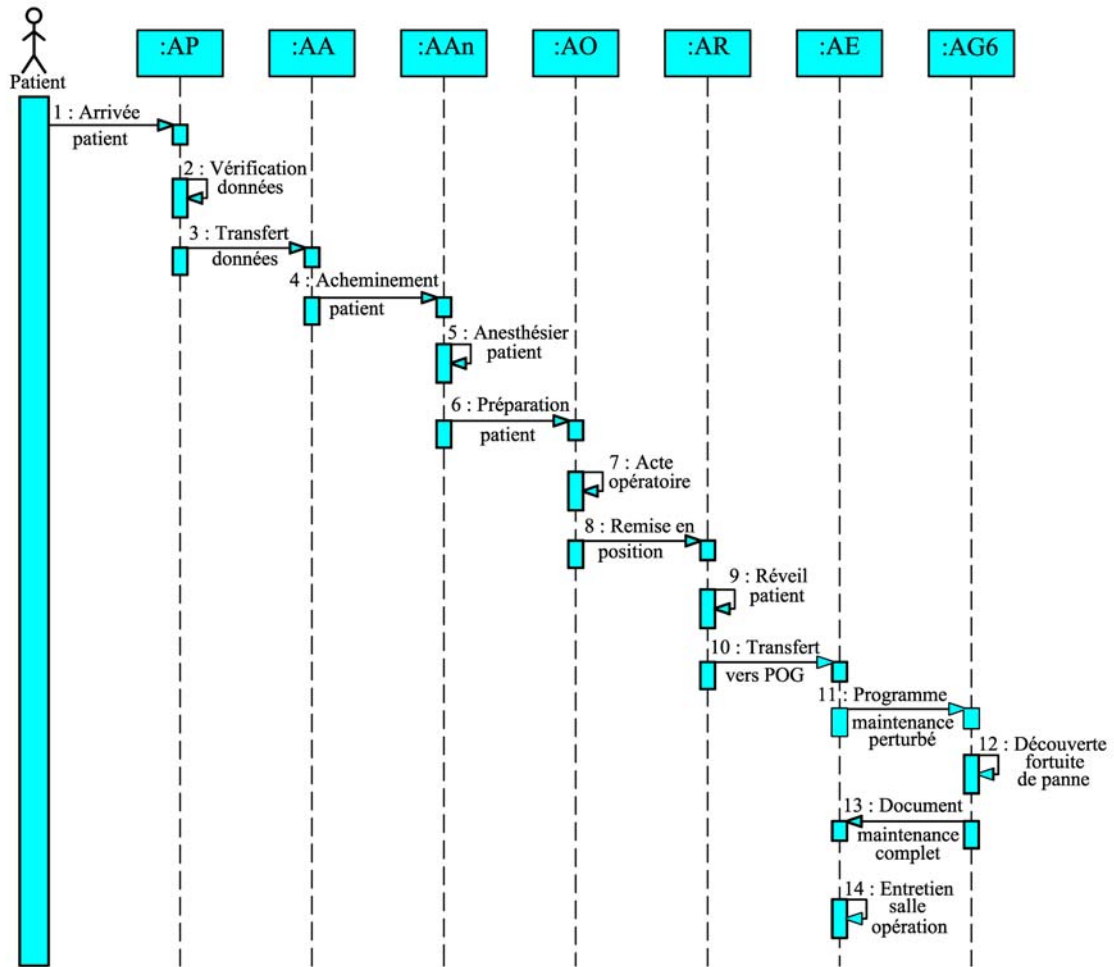 :AP
:AA
:AAn
:AO
:AR
:AE
:AG6
Patient
1 : Arrivée
patient
2 : Vérification
données
3 : Transfert
données
4 : Acheminement
patient
5 : Anesthésier
patient
6 : Préparation
patient
7 : Acte
opératoire
8 : Remise en
position
9 : Réveil
patient
10 : Transfert
vers POG
11 : Programme
maintenance
perturbé
12 : Découverte
fortuite
de panne
13 : Document
maintenance
complet
14 : Entretien
salle
opération